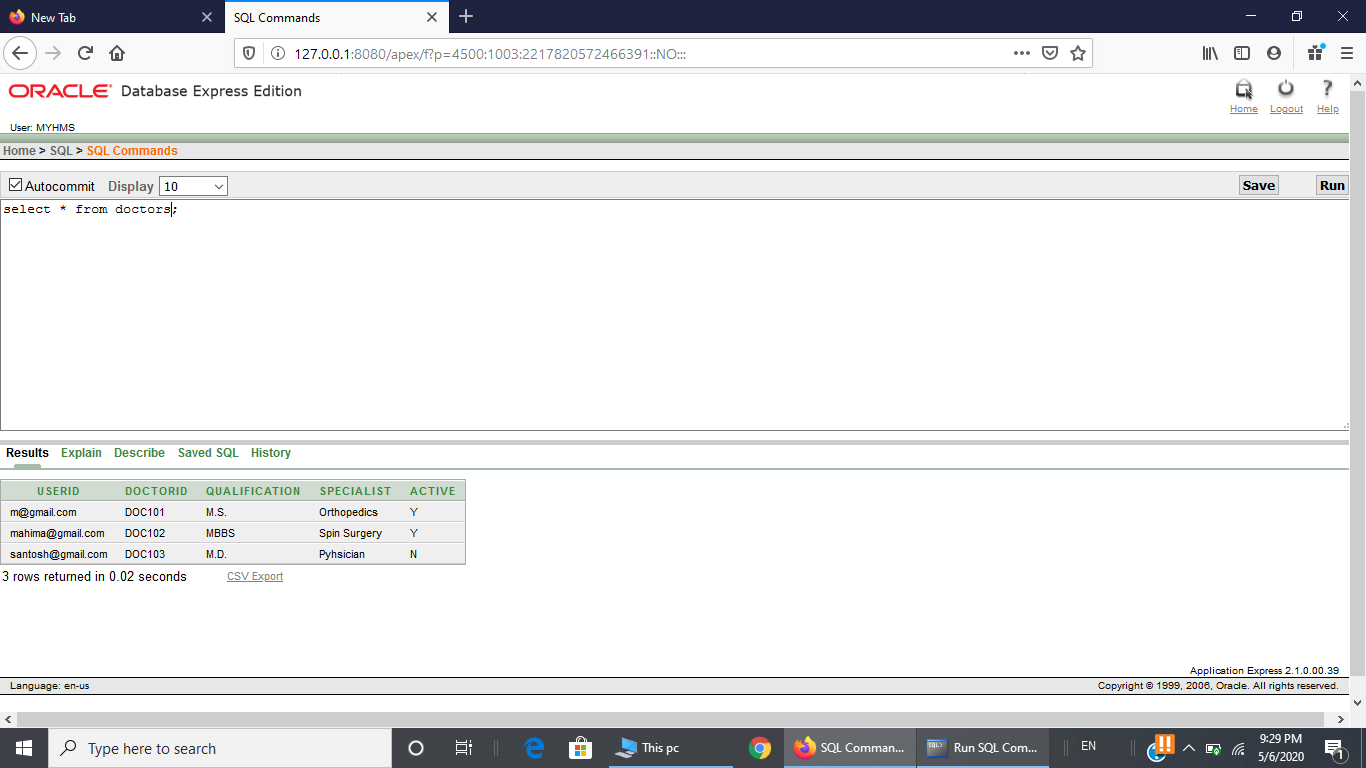 New Tab
SQL Commands
127.0.0.1:8080/apex/f?p=4500:1003:2217820572466391::NO:::
ORACLE Database Express Edition
Home Logout Help
User: MYHMS
Home > SQL > SQL Commands
Autocommit Display 10 Save Run
select * from doctors;
Results Explain Describe Saved SQL History
USERID DOCTORID QUALIFICATION SPECIALIST ACTIVE
m@gmail.com DOC101 M.S. Orthopedics Y
mahima@gmail.com DOC102 MBBS Spin Surgery Y
santosh@gmail.com DOC103 M.D. Pyhsician N
3 rows returned in 0.02 seconds CSV Export
Application Express 2.1.0.00.39
Language: en-us Copyright © 1999, 2006, Oracle. All rights reserved.
Type here to search
This pc
SQL Comman...
SQL>
Run SQL Com...
EN
9:29 PM
5/6/2020
1